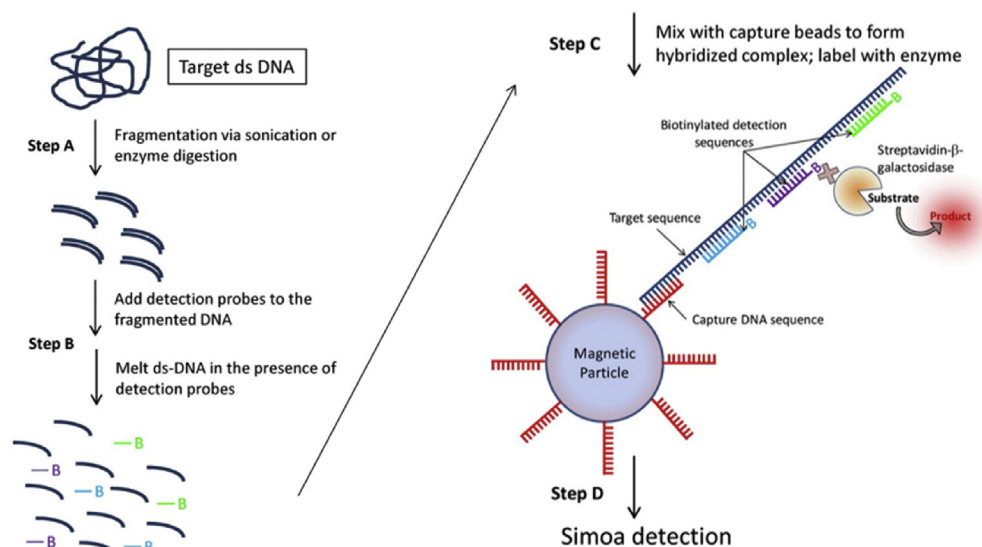 Target ds DNA
Step A
Fragmentation via sonication or
enzyme digestion
Add detection probes to the
fragmented DNA
Step B
Melt ds-DNA in the presence of
detection probes
B
B
B
B
B
B
Step C
Mix with capture beads to form
hybridized complex; label with enzyme
B
Biotinylated detection
sequences
B
Streptavidin-β-
galactosidase
Substrate
Product
Target sequence
B
Capture DNA sequence
Magnetic
Particle
Step D
Simoa detection